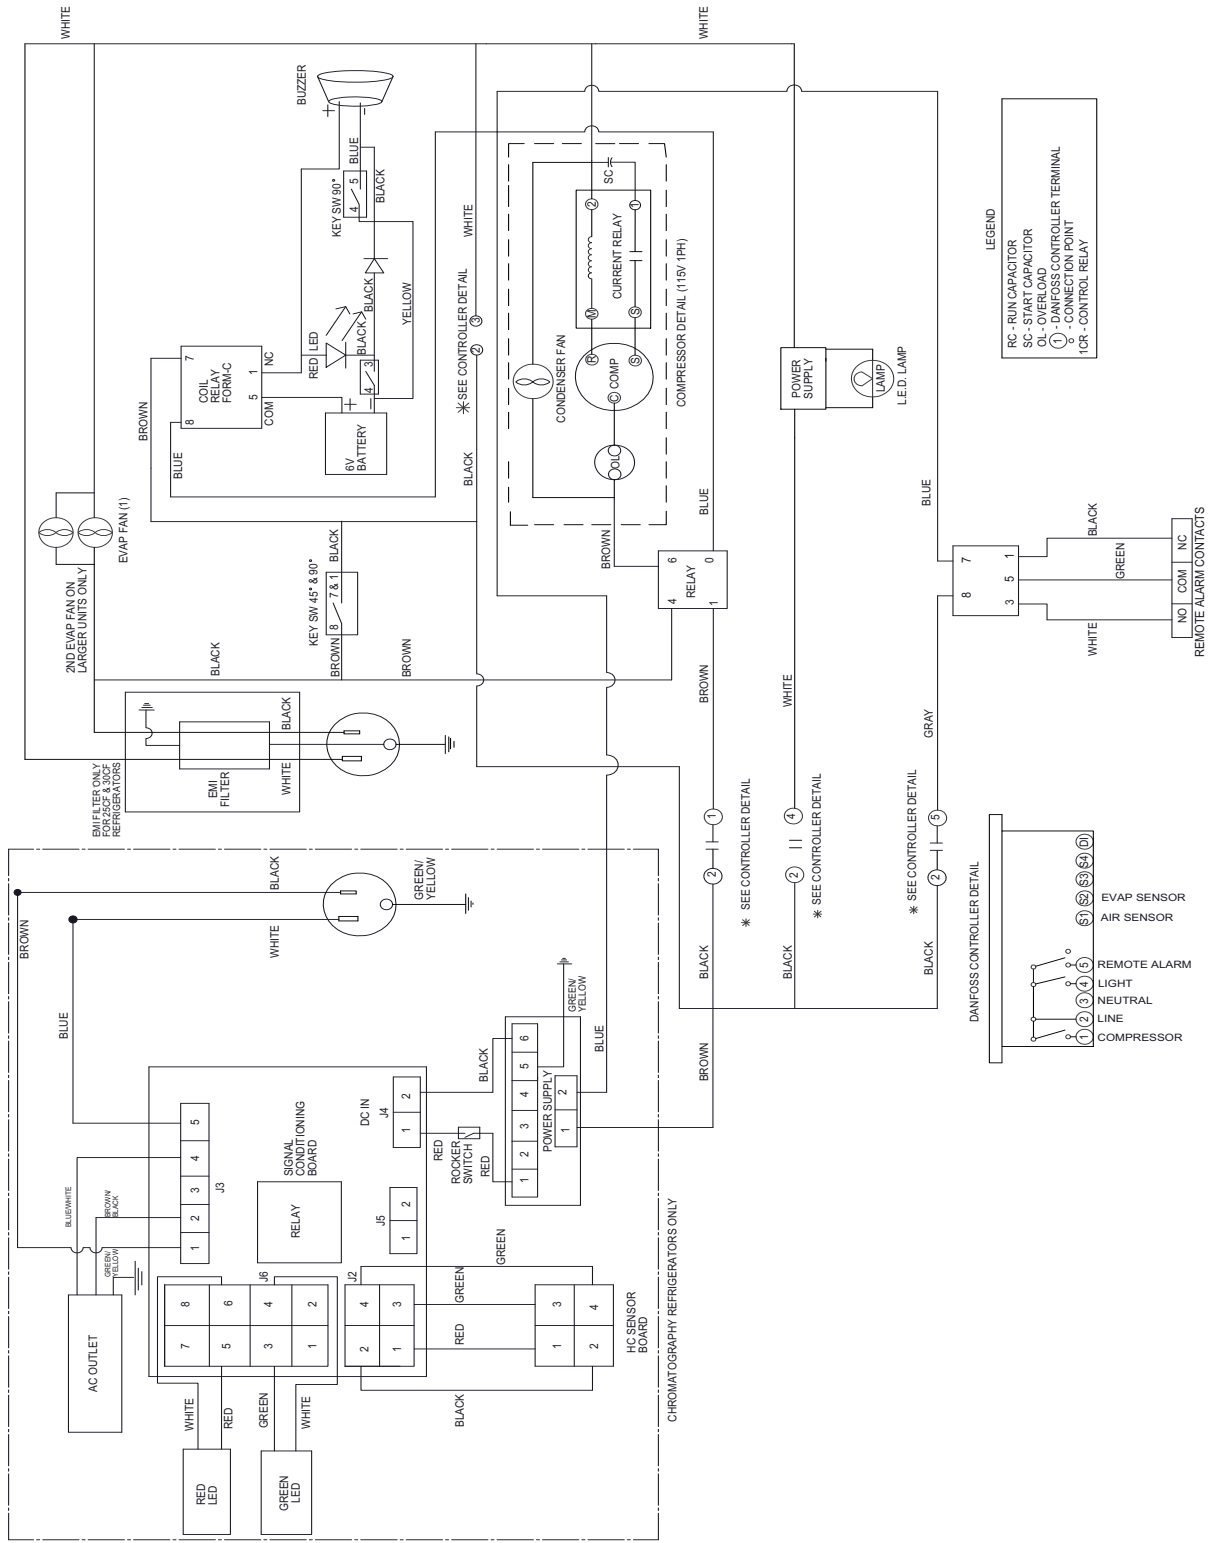 WHITE
BROWN
BLUE
AC OUTLET
BLUE/WHITE
BROWN/
BLACK
GREEN/
YELLOW
RED
LED
WHITE
RED
GREEN
LED
GREEN
WHITE
7 8
5 6
3 4
1 2
J6
1 2 3 4 5
J3
RELAY
SIGNAL
CONDITIONING
BOARD
J2
2 4
1 3
1 2
J5
DC IN
J4
1 2
BLACK
RED
GREEN
GREEN
HC SENSOR
BOARD
1 3
2 4
RED
ROCKER
SWITCH
RED
BLACK
1 2 3 4 5 6
POWER SUPPLY
1 2
GREEN/
YELLOW
BLUE
BROWN
BLACK
WHITE
GREEN/
YELLOW
CHROMATOGRAPHY REFRIGERATORS ONLY
EMI FILTER ONLY
FOR 25CF & 30CF
REFRIGERATORS
EMI
FILTER
WHITE
BLACK
2ND EVAP FAN ON
LARGER UNITS ONLY
EVAP FAN (1)
BLACK
KEY SW 45° & 90°
BROWN
8
7 & 1
BLACK
BROWN
BROWN
BLUE
COIL
RELAY
FORM-C
8
7
5
1
COM
NC
6V
BATTERY
+
-
RED LED
4 3
BLACK
BLACK
YELLOW
KEY SW 90°
4 5
BLUE
BLACK
BUZZER
+
-
BLACK
✳SEE CONTROLLER DETAIL
2
3
WHITE
SC
CONDENSER FAN
OL
C
COMP
R
S
M
S
CURRENT RELAY
2
1
COMPRESSOR DETAIL (115V 1PH)
BROWN
RELAY
4
6
1
0
BLUE
BLACK
2
1
BROWN
✳ SEE CONTROLLER DETAIL
WHITE
BLACK
2
4
WHITE
✳ SEE CONTROLLER DETAIL
POWER
SUPPLY
LAMP
L.E.D. LAMP
BLACK
2
5
GRAY
✳ SEE CONTROLLER DETAIL
BLUE
8
7
3
5
1
WHITE
GREEN
BLACK
NO COM NC
REMOTE ALARM CONTACTS
DANFOSS CONTROLLER DETAIL
1 2 3 4 5 S1 S2 S3 S4 DI
COMPRESSOR
LINE
NEUTRAL
LIGHT
REMOTE ALARM
AIR SENSOR
EVAP SENSOR
LEGEND
RC - RUN CAPACITOR
SC - START CAPACITOR
OL - OVERLOAD
1 - DANFOSS CONTROLLER TERMINAL
- CONNECTION POINT
1CR - CONTROL RELAY